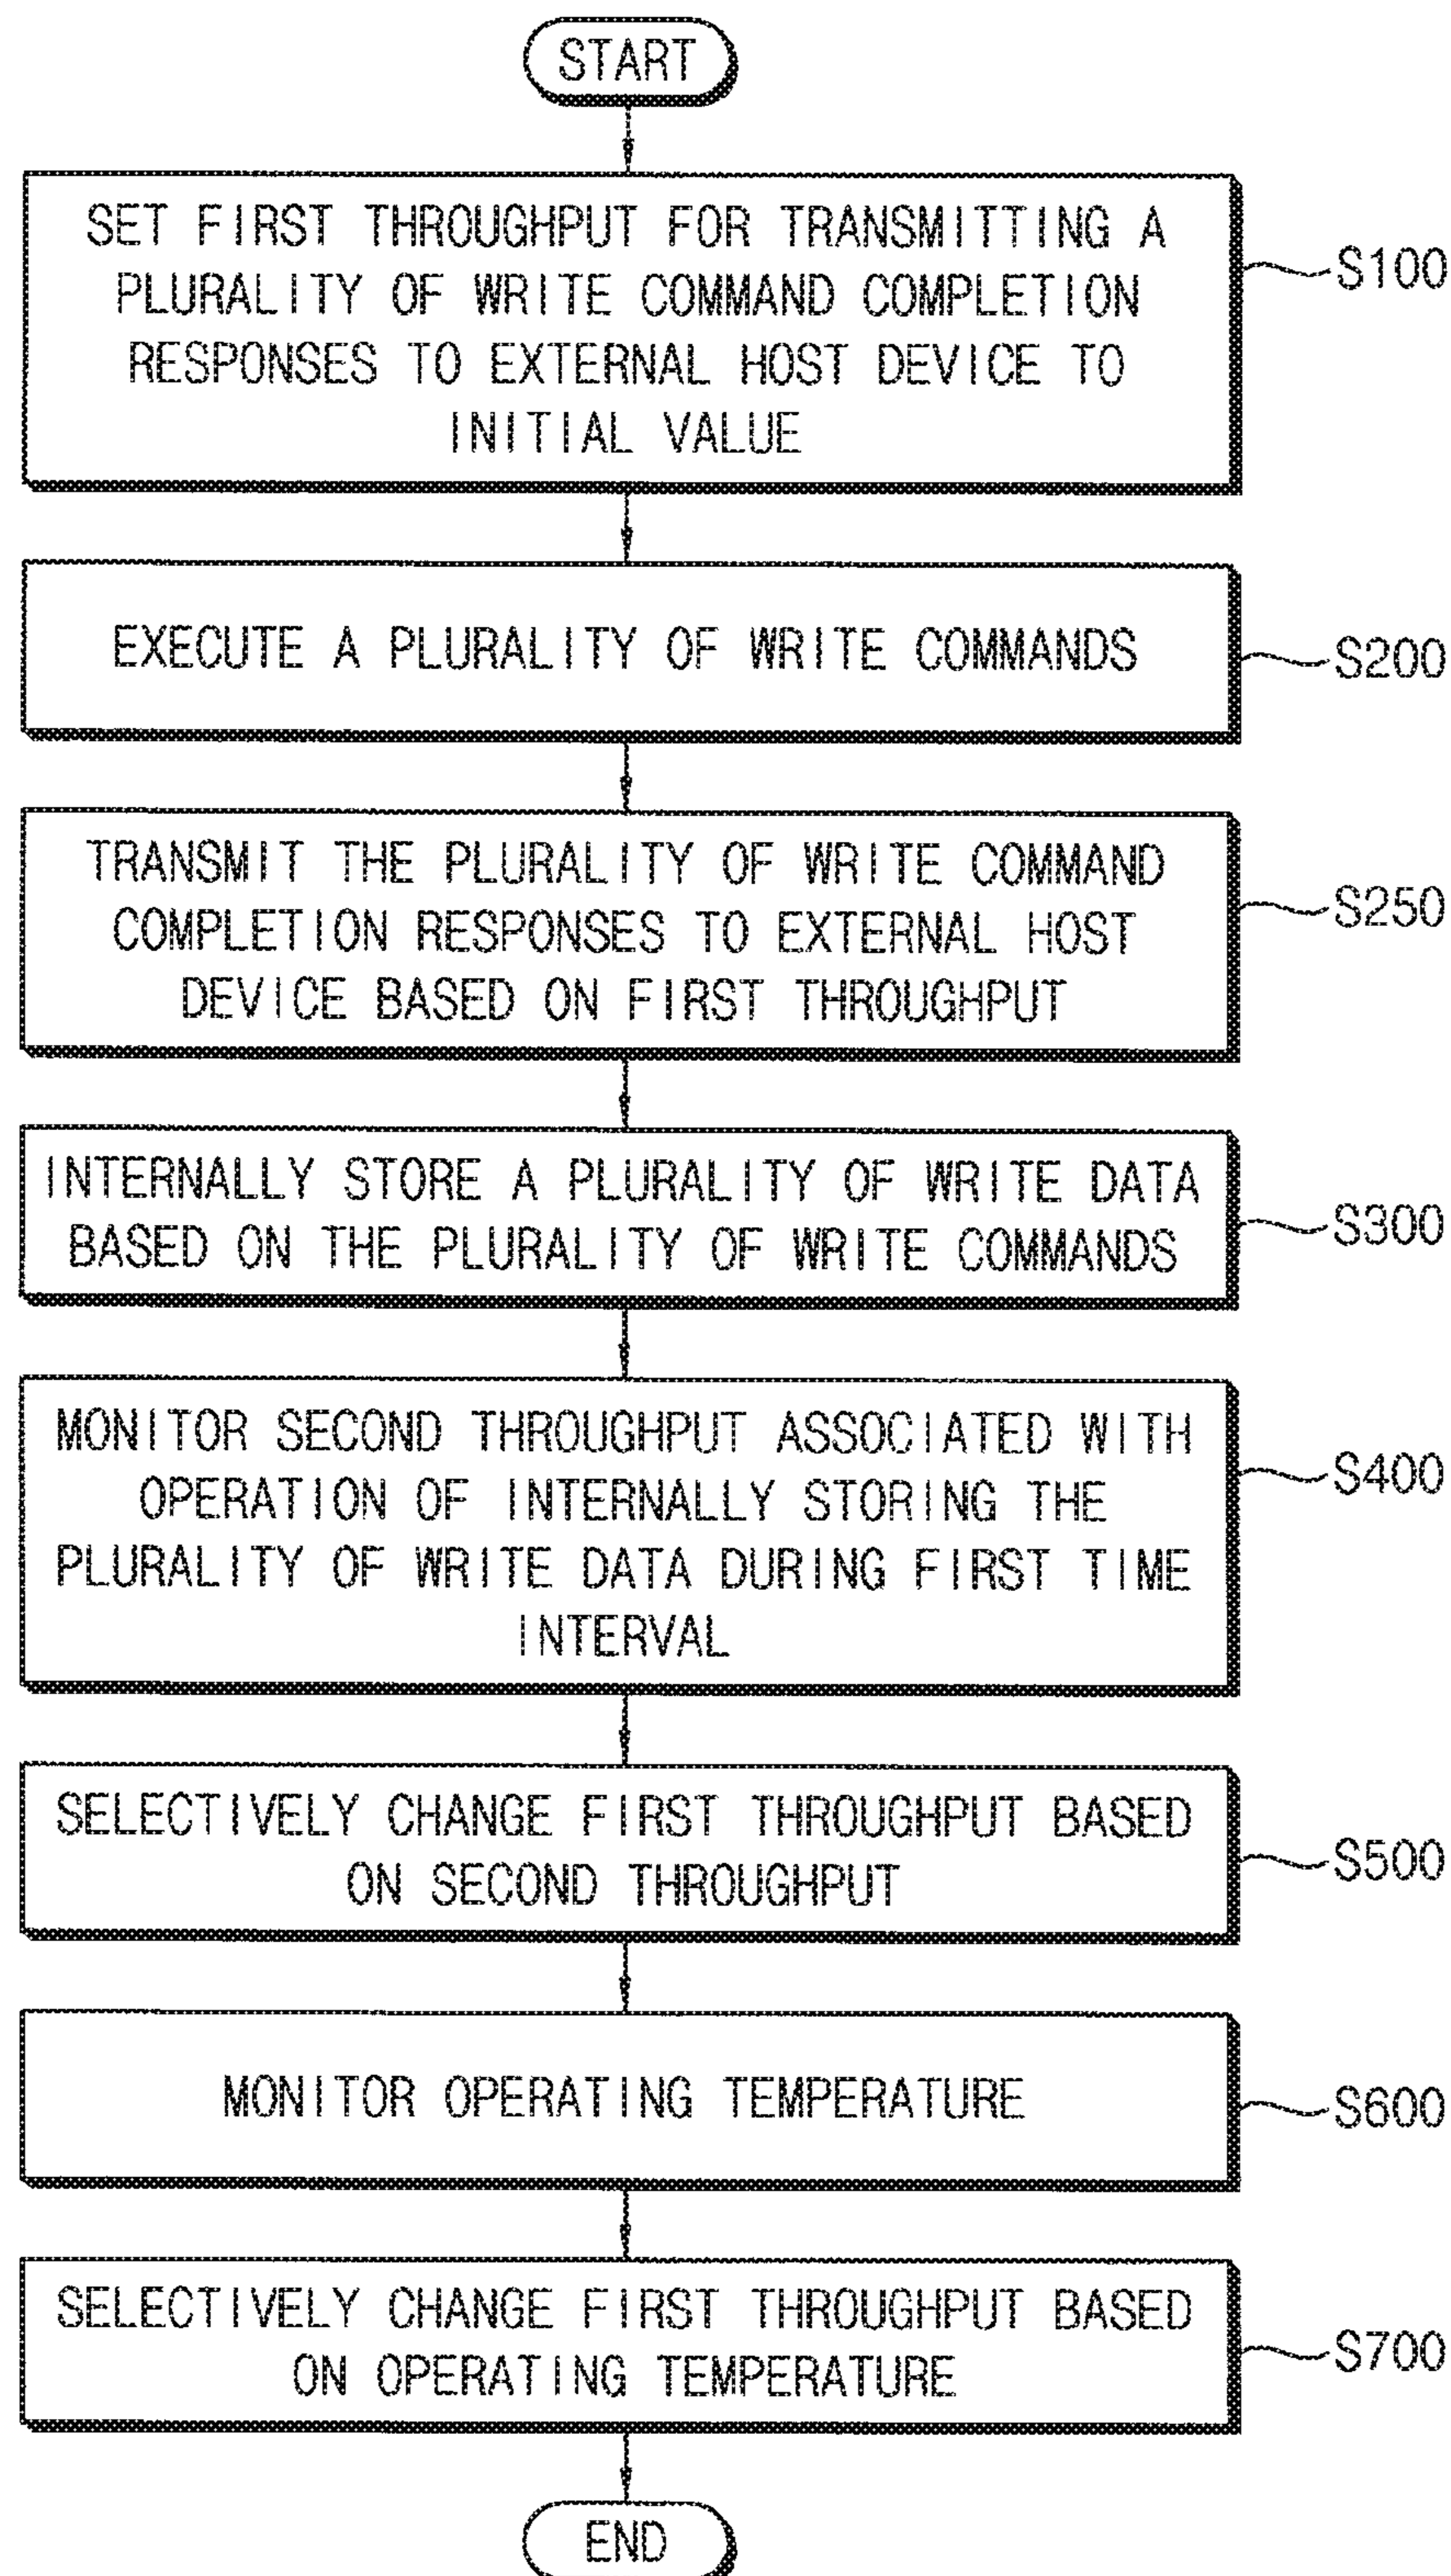 START
SET FIRST THROUGHPUT FOR TRANSMITTING A
PLURALITY OF WRITE COMMAND COMPLETION
RESPONSES TO EXTERNAL HOST DEVICE TO
INITIAL VALUE
S100
EXECUTE A PLURALITY OF WRITE COMMANDS
S200
TRANSMIT THE PLURALITY OF WRITE COMMAND
COMPLETION RESPONSES TO EXTERNAL HOST
DEVICE BASED ON FIRST THROUGHPUT
S250
INTERNALLY STORE A PLURALITY OF WRITE DATA
BASED ON THE PLURALITY OF WRITE COMMANDS
S300
MONITOR SECOND THROUGHPUT ASSOCIATED WITH
OPERATION OF INTERNALLY STORING THE
PLURALITY OF WRITE DATA DURING FIRST TIME
INTERVAL
S400
SELECTIVELY CHANGE FIRST THROUGHPUT BASED
ON SECOND THROUGHPUT
S500
MONITOR OPERATING TEMPERATURE
S600
SELECTIVELY CHANGE FIRST THROUGHPUT BASED
ON OPERATING TEMPERATURE
S700
END